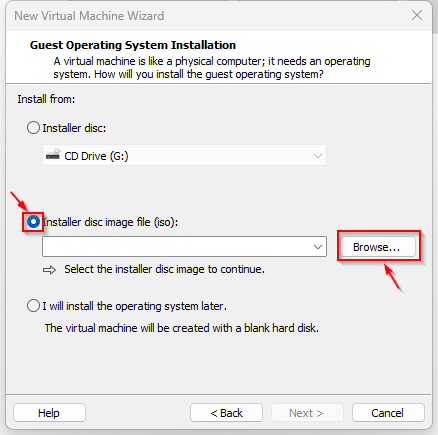 New Virtual Machine Wizard
Guest Operating System Installation
A virtual machine is like a physical computer; it needs an operating
system. How will you install the guest operating system?
Install from:
Installer disc:
CD Drive (G:)
Installer disc image file (iso):
Browse...
Select the installer disc image to continue.
I will install the operating system later.
The virtual machine will be created with a blank hard disk.
Help
< Back
Next >
Cancel